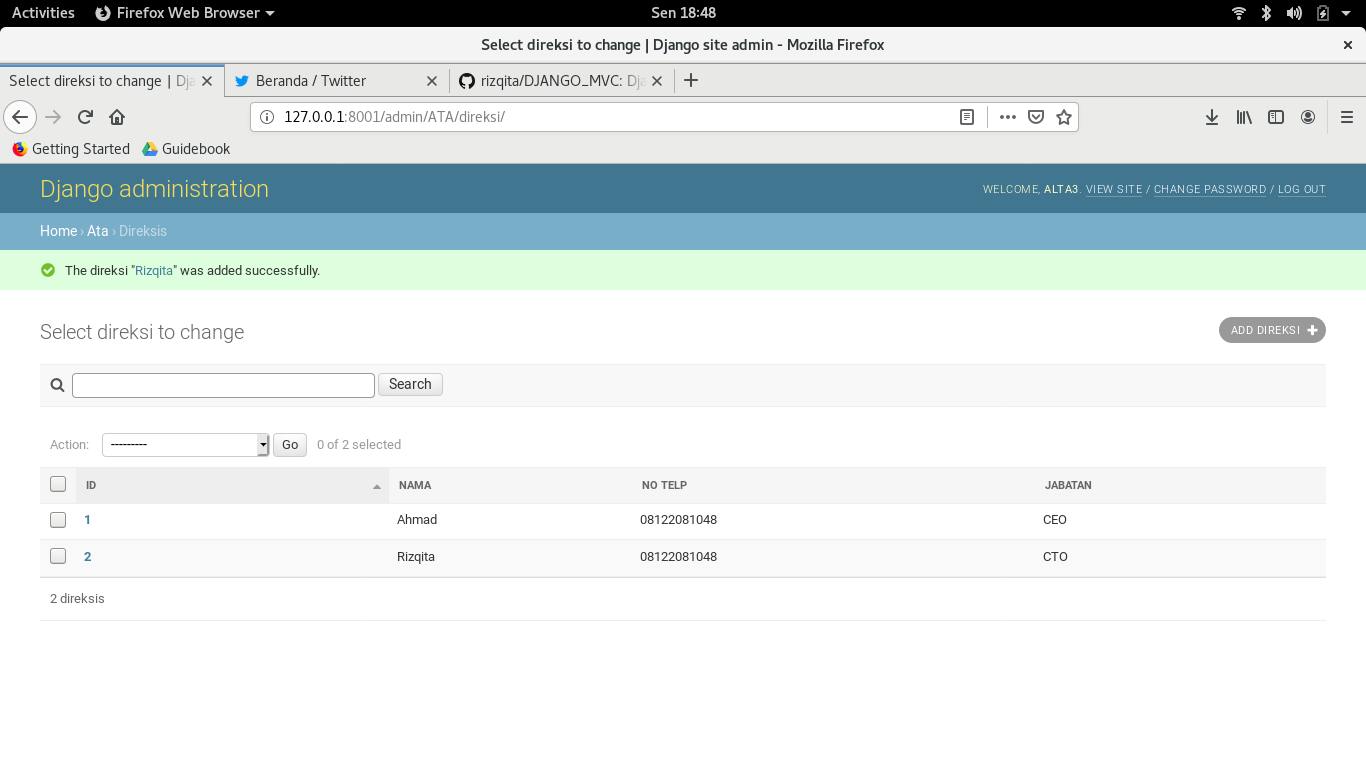 Activities Firefox Web Browser Sen 18:48
Select direksi to change | Django site admin - Mozilla Firefox
Select direksi to change | Dja Beranda / Twitter rizqita/DJANGO_MVC: Dja
127.0.0.1:8001/admin/ATA/direksi/
Getting Started Guidebook
Django administration WELCOME, ALTA3. VIEW SITE / CHANGE PASSWORD / LOG OUT
Home › Ata › Direksis
The direksi "Rizqita" was added successfully.
Select direksi to change ADD DIREKSI
Search
Action: --------- Go 0 of 2 selected
ID NAMA NO TELP JABATAN
1 Ahmad 08122081048 CEO
2 Rizqita 08122081048 CTO
2 direksis